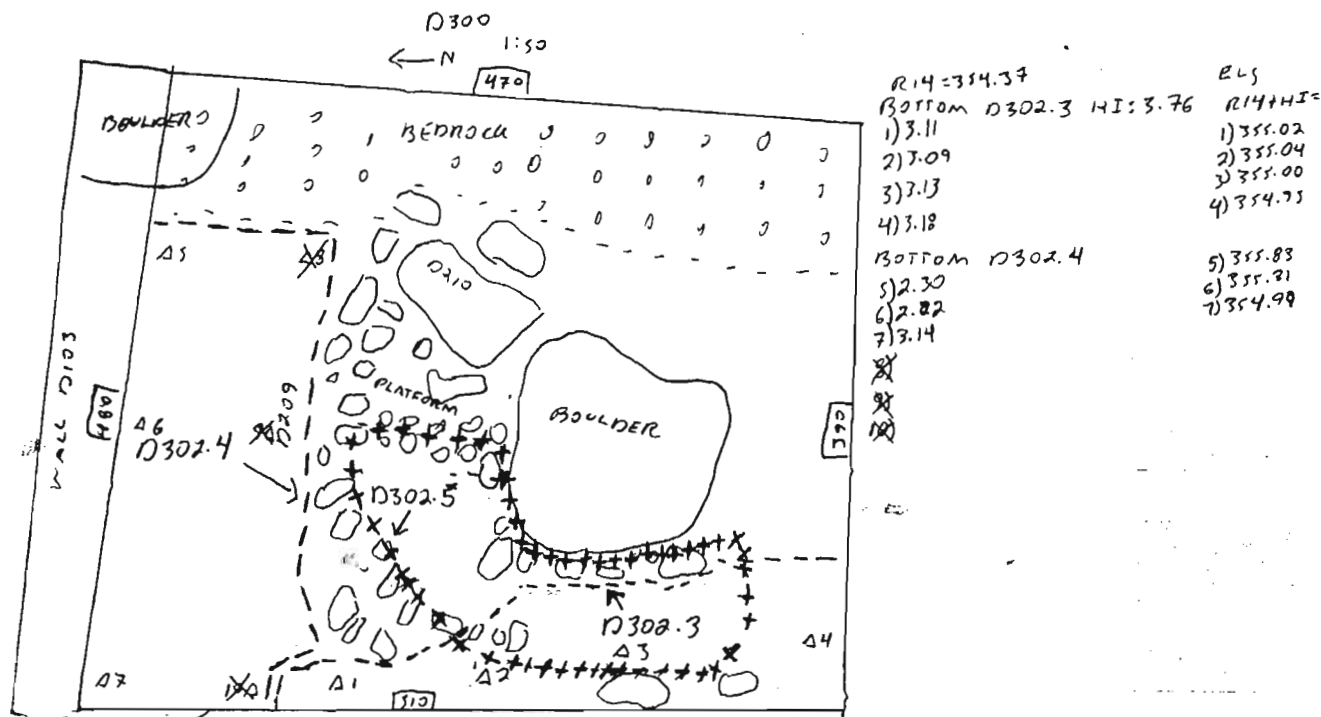 D300
1:50
← N
470
BOULDER
BEDROCK
Δ5
D210
PLATFORM
BOULDER
WALL D103
480
D209
Δ6
D302.4
D302.5
D302.3
Δ3
Δ4
Δ7
Δ1
Δ2
510
R14=354.37
BOTTOM D302.3 HI: 3.76
1) 3.11
2) 3.09
3) 3.13
4) 3.18
BOTTOM D302.4
5) 2.30
6) 2.82
7) 3.14
8)
9)
10)
ELS
R14+HI=
1) 355.02
2) 355.04
3) 355.00
4) 354.95
5) 355.83
6) 355.31
7) 354.99